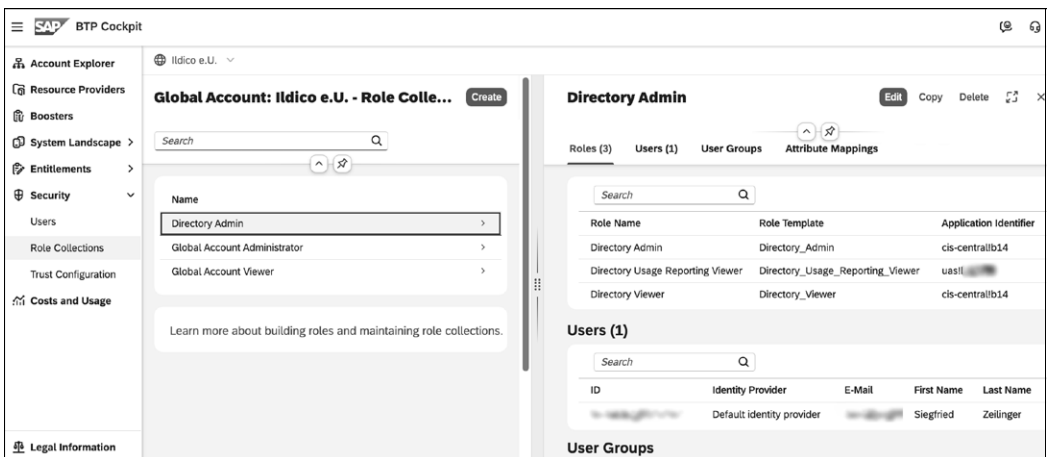 SAP BTP Cockpit
Account Explorer
Resource Providers
Boosters
System Landscape
Entitlements
Security
Users
Role Collections
Trust Configuration
Costs and Usage
Legal Information
Ildico e.U.
Global Account: Ildico e.U. - Role Colle... Create
Search
Name
Directory Admin
Global Account Administrator
Global Account Viewer
Learn more about building roles and maintaining role collections.
Directory Admin Edit Copy Delete
Roles (3) Users (1) User Groups Attribute Mappings
Search
Role Name Role Template Application Identifier
Directory Admin Directory_Admin cis-central!b14
Directory Usage Reporting Viewer Directory_Usage_Reporting_Viewer
Directory Viewer Directory_Viewer cis-central!b14
Users (1)
Search
ID Identity Provider E-Mail First Name Last Name
Default identity provider Siegfried Zeilinger
User Groups